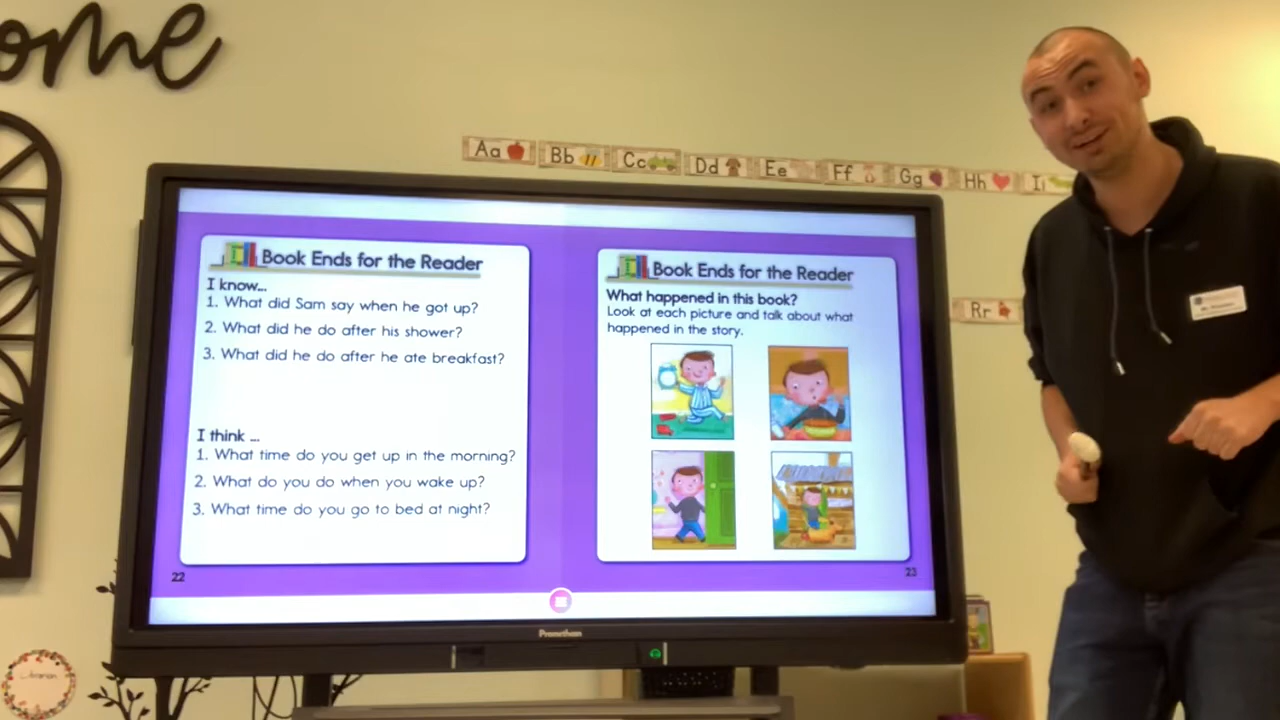 ome
Aa
Bb
Cc
Dd
Ee
Ff
Gg
Hh
Ii
Rr
Book Ends for the Reader
I know...
1. What did Sam say when he got up?
2. What did he do after his shower?
3. What did he do after he ate breakfast?
I think ...
1. What time do you get up in the morning?
2. What do you do when you wake up?
3. What time do you go to bed at night?
22
Book Ends for the Reader
What happened in this book?
Look at each picture and talk about what
happened in the story.
23
Promethean